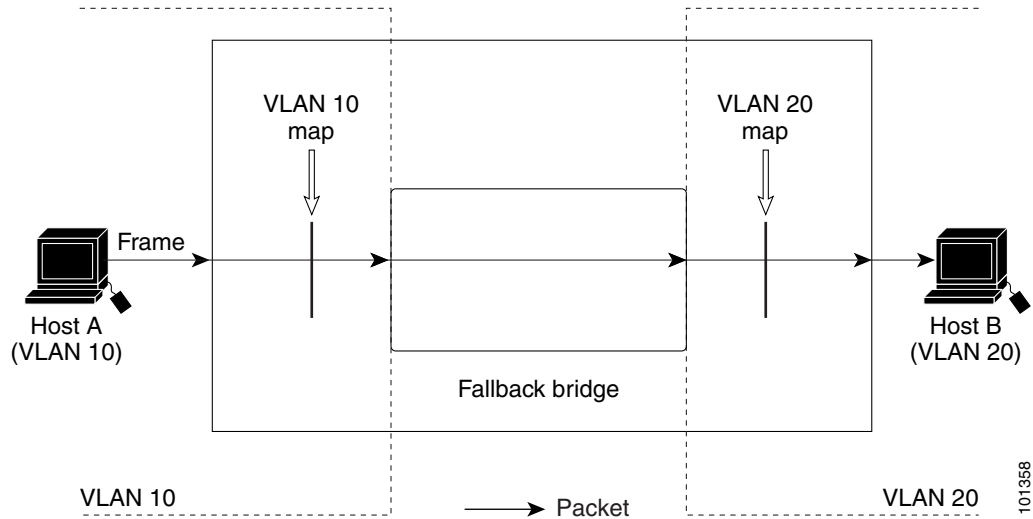 VLAN 10
map
VLAN 20
map
Frame
Host A
(VLAN 10)
Host B
(VLAN 20)
Fallback bridge
VLAN 10
Packet
VLAN 20
101358